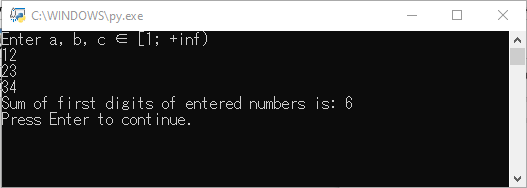 C:\WINDOWS\py.exe
Enter a, b, c ∈ [1; +inf)
12
23
34
Sum of first digits of entered numbers is: 6
Press Enter to continue.